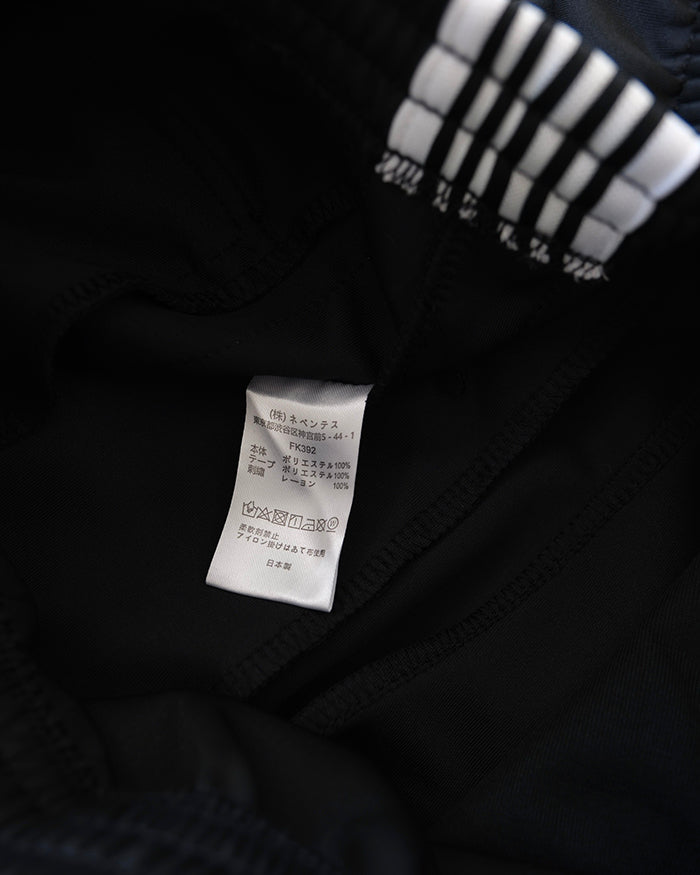 (株)ネペンテス
東京都渋谷区神宮前5-44-1
FK392
本体 ポリエステル100%
テープ ポリエステル100%
刺繍 レーヨン 100%
柔軟剤禁止
アイロン掛けはあて布使用
日本製